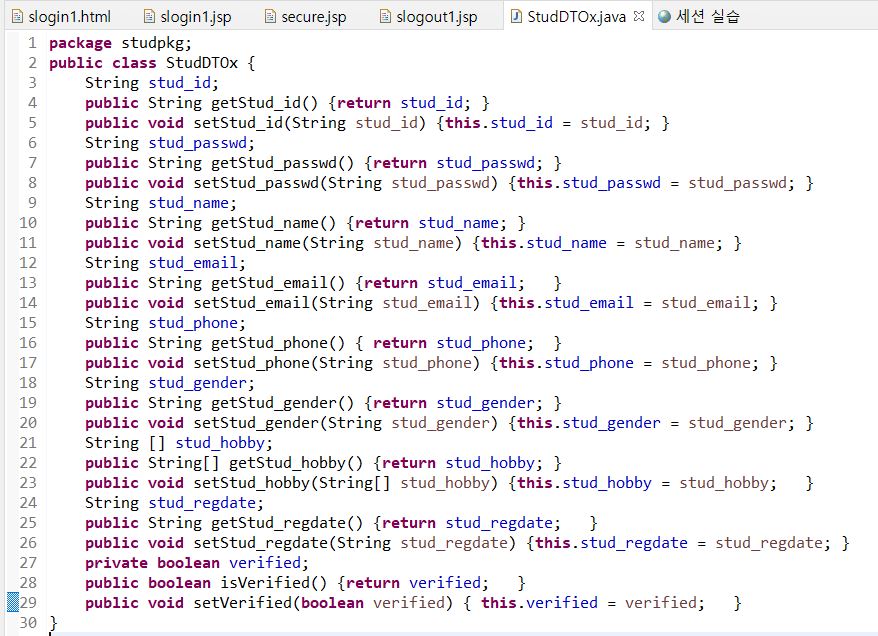 slogin1.html slogin1.jsp secure.jsp slogout1.jsp StudDTOx.java 세션 실습
1 package studpkg;
2 public class StudDTOx {
3     String stud_id;
4     public String getStud_id() {return stud_id; }
5     public void setStud_id(String stud_id) {this.stud_id = stud_id; }
6     String stud_passwd;
7     public String getStud_passwd() {return stud_passwd; }
8     public void setStud_passwd(String stud_passwd) {this.stud_passwd = stud_passwd; }
9     String stud_name;
10     public String getStud_name() {return stud_name; }
11     public void setStud_name(String stud_name) {this.stud_name = stud_name; }
12     String stud_email;
13     public String getStud_email() {return stud_email;   }
14     public void setStud_email(String stud_email) {this.stud_email = stud_email; }
15     String stud_phone;
16     public String getStud_phone() { return stud_phone;  }
17     public void setStud_phone(String stud_phone) {this.stud_phone = stud_phone; }
18     String stud_gender;
19     public String getStud_gender() {return stud_gender; }
20     public void setStud_gender(String stud_gender) {this.stud_gender = stud_gender; }
21     String [] stud_hobby;
22     public String[] getStud_hobby() {return stud_hobby; }
23     public void setStud_hobby(String[] stud_hobby) {this.stud_hobby = stud_hobby;   }
24     String stud_regdate;
25     public String getStud_regdate() {return stud_regdate;   }
26     public void setStud_regdate(String stud_regdate) {this.stud_regdate = stud_regdate; }
27     private boolean verified;
28     public boolean isVerified() {return verified;   }
29     public void setVerified(boolean verified) { this.verified = verified;   }
30 }